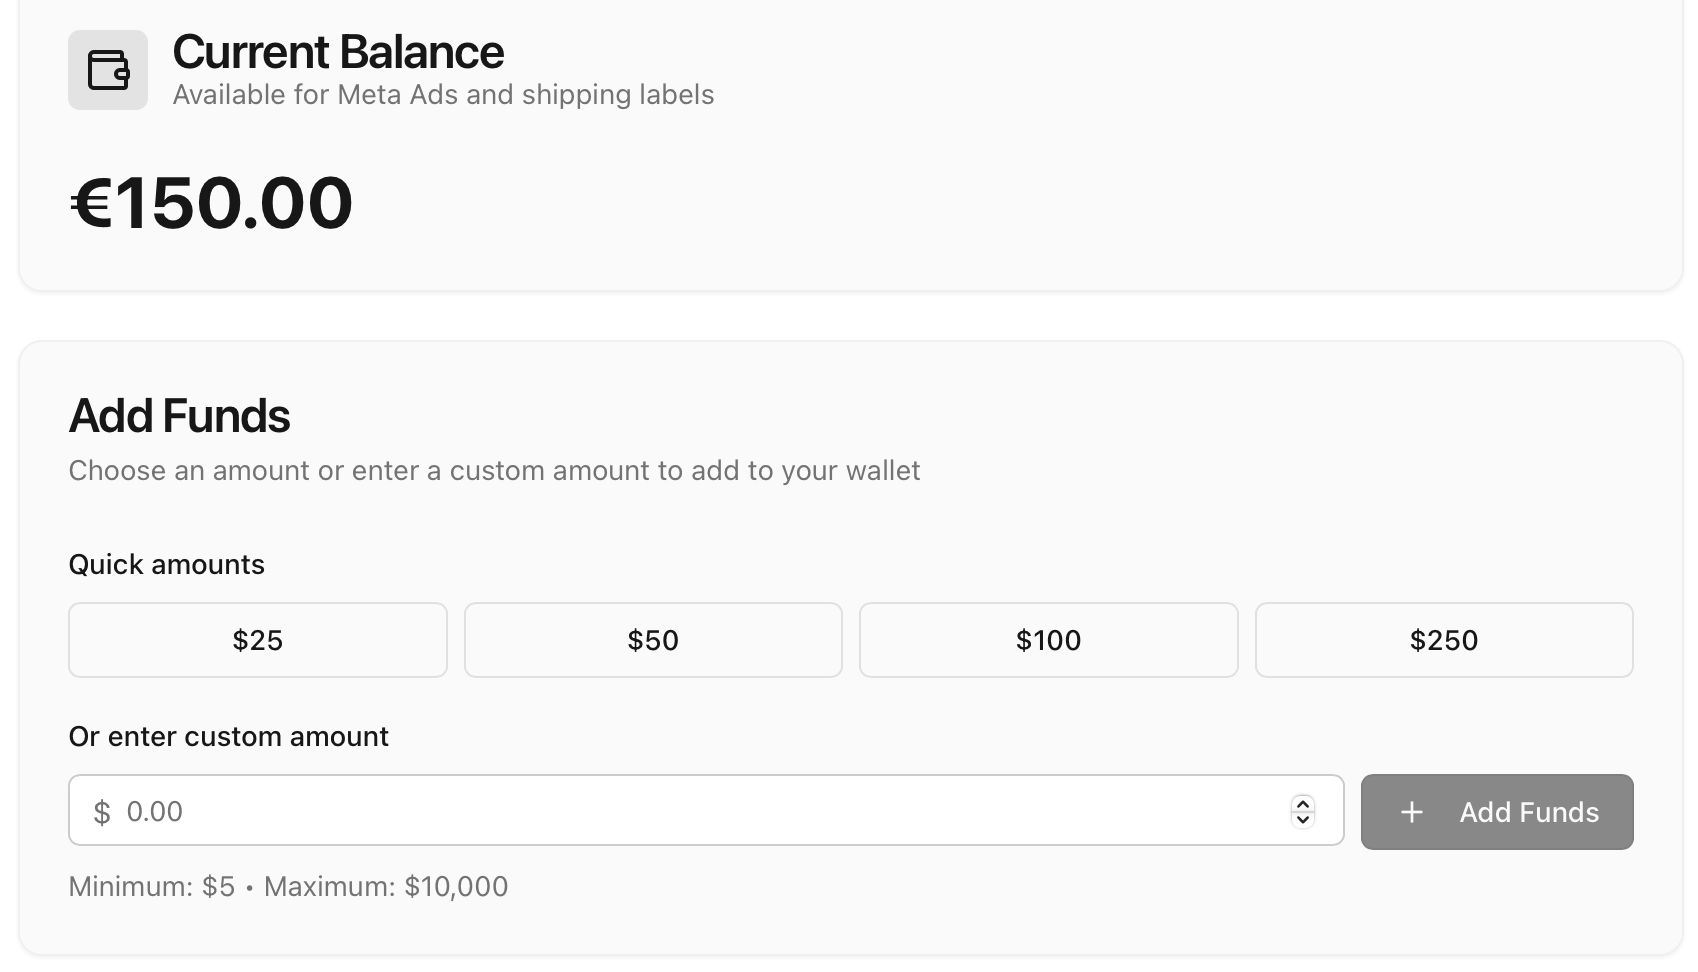 Current Balance
Available for Meta Ads and shipping labels
€150.00
Add Funds
Choose an amount or enter a custom amount to add to your wallet
Quick amounts
$25 $50 $100 $250
Or enter custom amount
$ 0.00 + Add Funds
Minimum: $5 • Maximum: $10,000